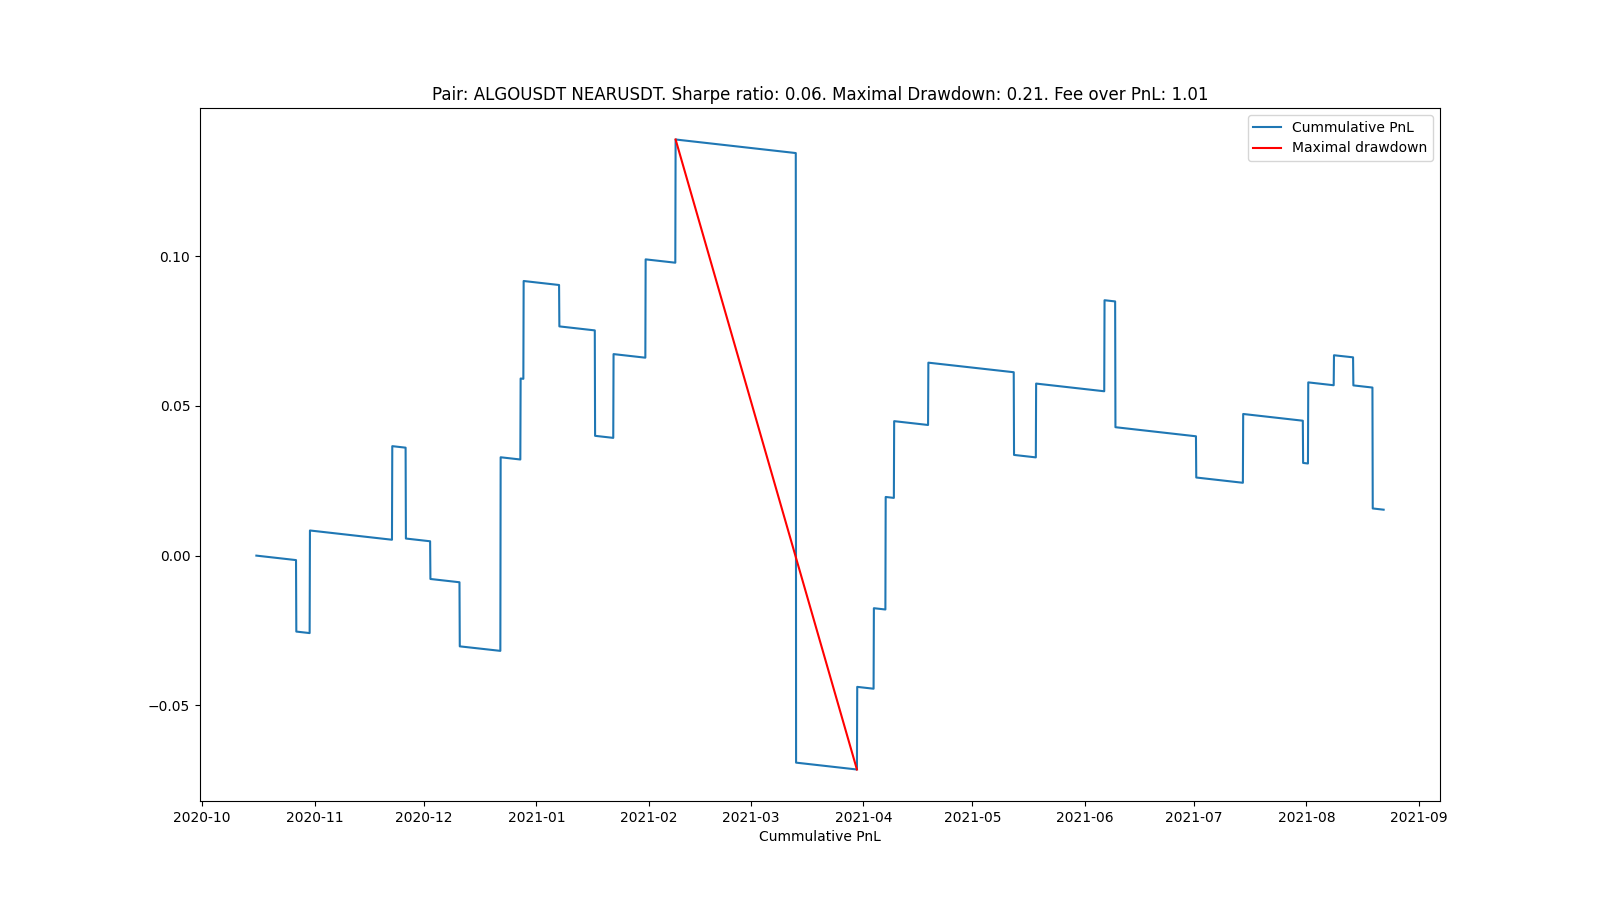 Pair: ALGOUSDT NEARUSDT. Sharpe ratio: 0.06. Maximal Drawdown: 0.21. Fee over PnL: 1.01
Cummulative PnL
Maximal drawdown
0.10
0.05
0.00
−0.05
2020-10 2020-11 2020-12 2021-01 2021-02 2021-03 2021-04 2021-05 2021-06 2021-07 2021-08 2021-09
Cummulative PnL